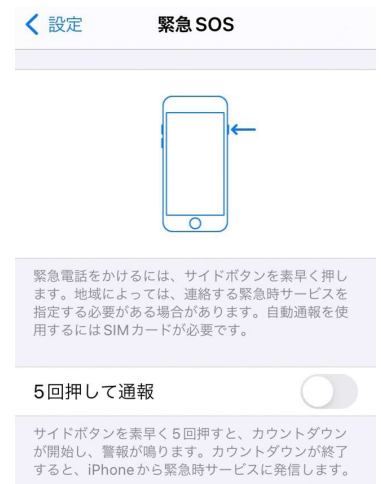 設定
緊急 SOS
緊急電話をかけるには、サイドボタンを素早く押し
ます。地域によっては、連絡する緊急時サービスを
指定する必要がある場合があります。自動通報を使
用するには SIM カードが必要です。
5回押して通報
サイドボタンを素早く5回押すと、カウントダウン
が開始し、警報が鳴ります。カウントダウンが終了
すると、iPhoneから緊急時サービスに発信します。